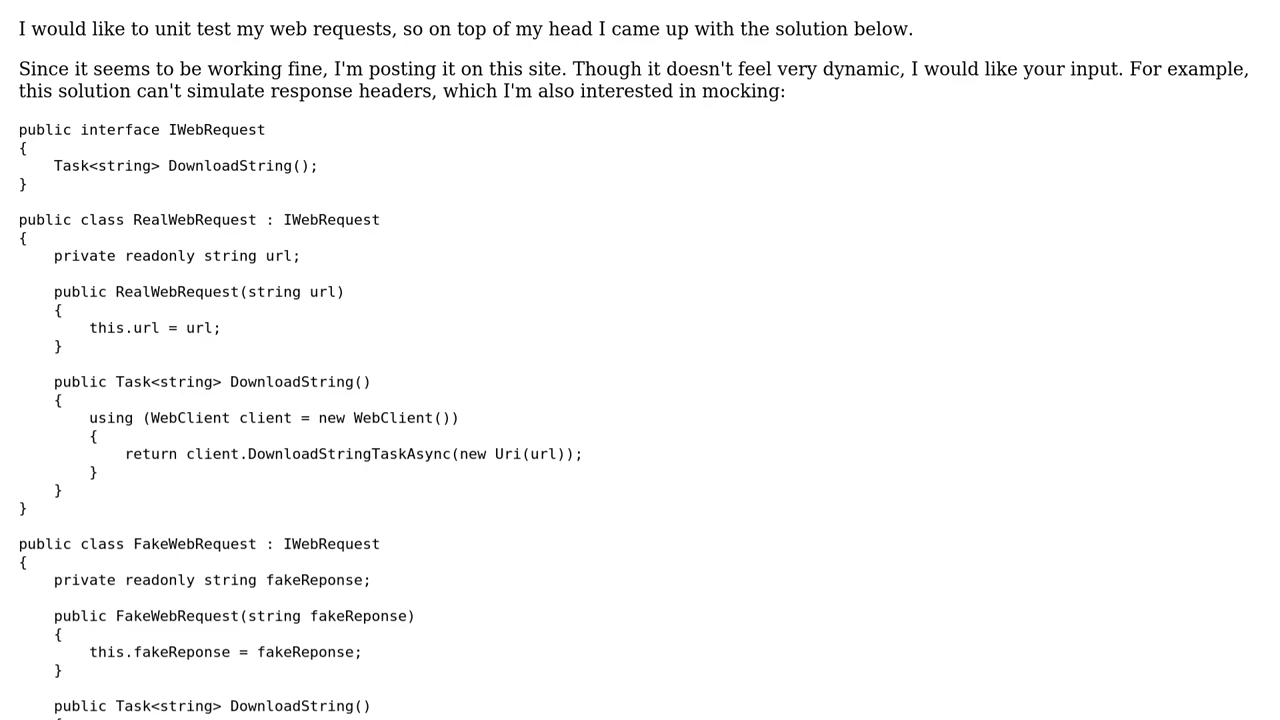 I would like to unit test my web requests, so on top of my head I came up with the solution below.
Since it seems to be working fine, I'm posting it on this site. Though it doesn't feel very dynamic, I would like your input. For example,
this solution can't simulate response headers, which I'm also interested in mocking:
public interface IWebRequest
{
    Task<string> DownloadString();
}
public class RealWebRequest : IWebRequest
{
    private readonly string url;
    public RealWebRequest(string url)
    {
        this.url = url;
    }
    public Task<string> DownloadString()
    {
        using (WebClient client = new WebClient())
        {
            return client.DownloadStringTaskAsync(new Uri(url));
        }
    }
}
public class FakeWebRequest : IWebRequest
{
    private readonly string fakeReponse;
    public FakeWebRequest(string fakeReponse)
    {
        this.fakeReponse = fakeReponse;
    }
    public Task<string> DownloadString()